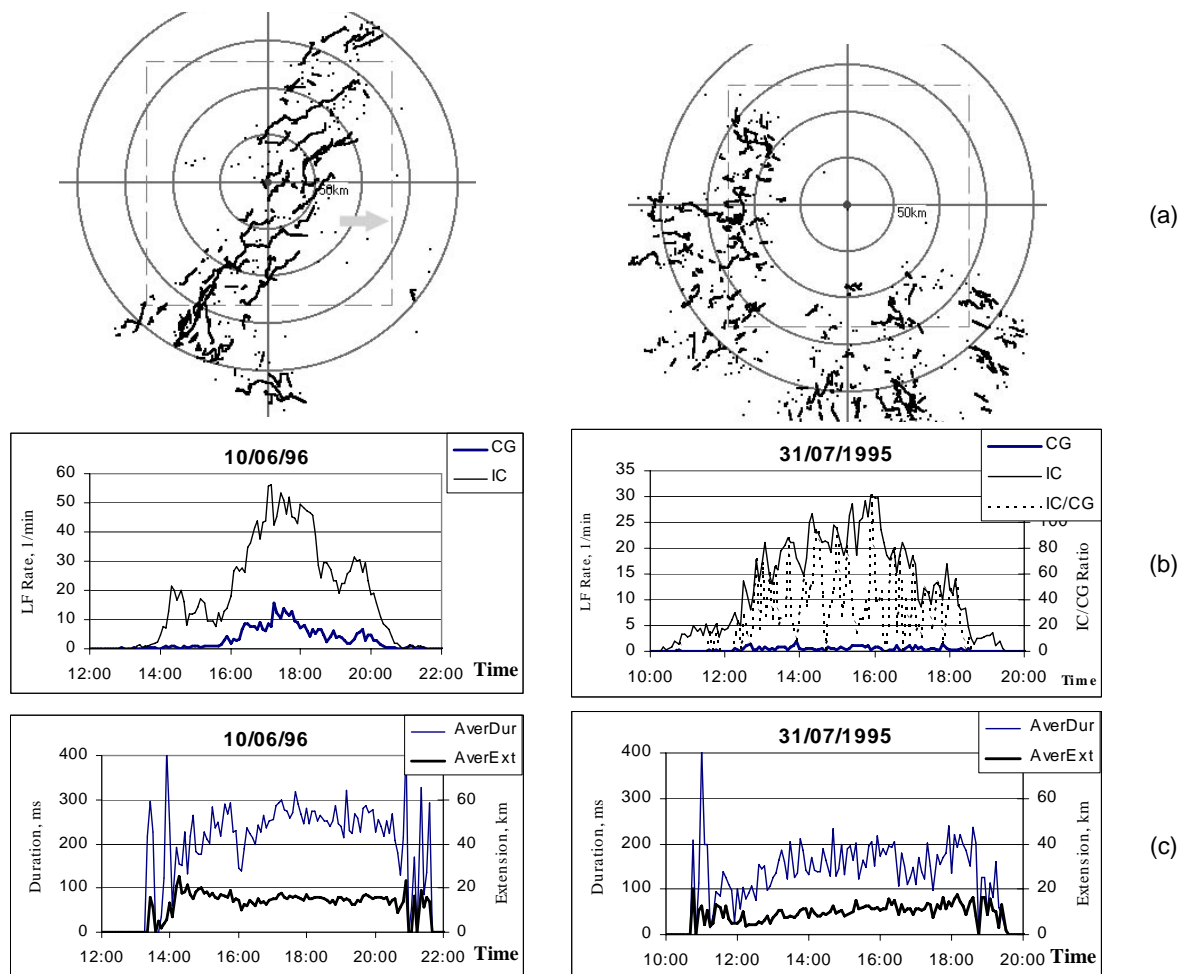 50km
50km
(a)
10/06/96
CG
IC
LF Rate, 1/min
60
50
40
30
20
10
0
12:00 14:00 16:00 18:00 20:00 22:00 Time
31/07/1995
CG
IC
IC/CG
LF Rate, 1/min
35
30
25
20
15
10
5
0
100
80
60
40
20
0
IC/CG Ratio
10:00 12:00 14:00 16:00 18:00 20:00
Time
(b)
10/06/96
AverDur
AverExt
Duration, ms
400
300
200
100
0
60
40
20
0
Extension, km
12:00 14:00 16:00 18:00 20:00 22:00
Time
31/07/1995
AverDur
AverExt
Duration, ms
400
300
200
100
0
60
40
20
0
Extension, km
10:00 12:00 14:00 16:00 18:00 20:00
Time
(c)